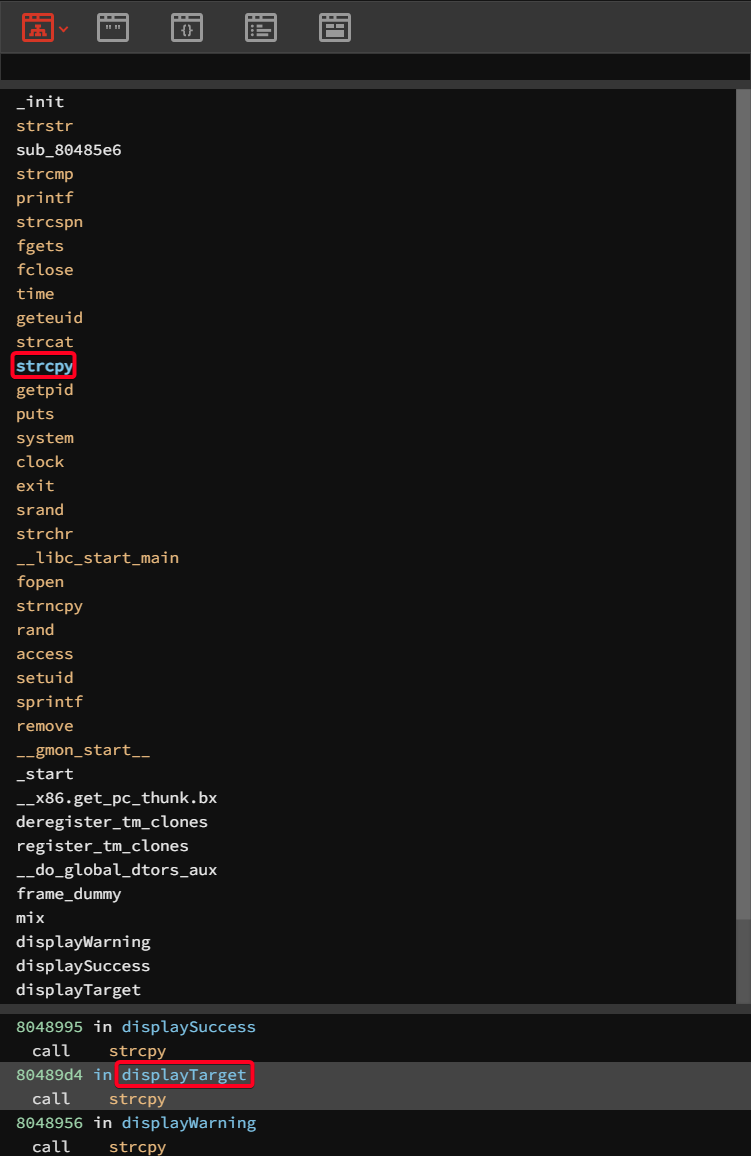 " "
{}
_init
strstr
sub_80485e6
strcmp
printf
strcspn
fgets
fclose
time
geteuid
strcat
strcpy
getpid
puts
system
clock
exit
srand
strchr
__libc_start_main
fopen
strncpy
rand
access
setuid
sprintf
remove
__gmon_start__
_start
__x86.get_pc_thunk.bx
deregister_tm_clones
register_tm_clones
__do_global_dtors_aux
frame_dummy
mix
displayWarning
displaySuccess
displayTarget
8048995 in displaySuccess
call strcpy
80489d4 in displayTarget
call strcpy
8048956 in displayWarning
call strcpy